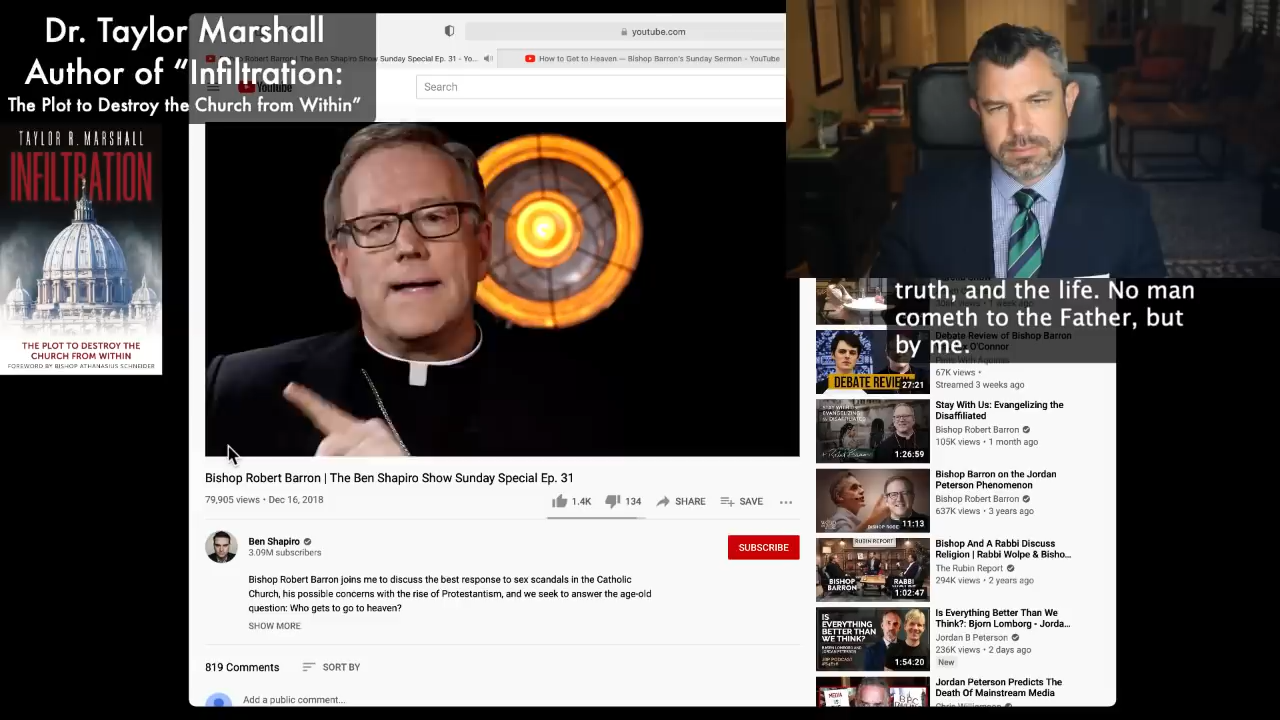 Dr. Taylor Marshall
Author of “Infiltration:
The Plot to Destroy the Church from Within”
TAYLOR R. MARSHALL
INFILTRATION
THE PLOT TO DESTROY THE
CHURCH FROM WITHIN
FOREWORD BY BISHOP ATHANASIUS SCHNEIDER
youtube.com
Robert Barron | The Ben Shapiro Show Sunday Special Ep. 31 - Yo...
How to Get to Heaven — Bishop Barron's Sunday Sermon - YouTube
YouTube
Search
truth, and the life. No man
cometh to the Father, but
by me.
Bishop Robert Barron | The Ben Shapiro Show Sunday Special Ep. 31
79,905 views • Dec 16, 2018
1.4K
134
SHARE
SAVE
Ben Shapiro
3.09M subscribers
SUBSCRIBE
Bishop Robert Barron joins me to discuss the best response to sex scandals in the Catholic
Church, his possible concerns with the rise of Protestantism, and we seek to answer the age-old
question: Who gets to go to heaven?
SHOW MORE
819 Comments
SORT BY
Add a public comment...
Debate Review of Bishop Barron
O'Connor
67K views •
Streamed 3 weeks ago
DEBATE REVIEW
27:21
Stay With Us: Evangelizing the
Disaffiliated
Bishop Robert Barron
105K views • 1 month ago
STAY WITH US
1:26:59
Bishop Barron on the Jordan
Peterson Phenomenon
Bishop Robert Barron
637K views • 3 years ago
11:13
Bishop And A Rabbi Discuss
Religion | Rabbi Wolpe & Bisho...
The Rubin Report
294K views • 2 years ago
RUBIN REPORT
BISHOP
BARRON
RABBI
1:02:47
Is Everything Better Than We
Think?: Bjorn Lomborg - Jorda...
Jordan B Peterson
236K views • 2 days ago
New
IS
EVERYTHING
BETTER THAN
WE THINK?
1:54:20
Jordan Peterson Predicts The
Death Of Mainstream Media